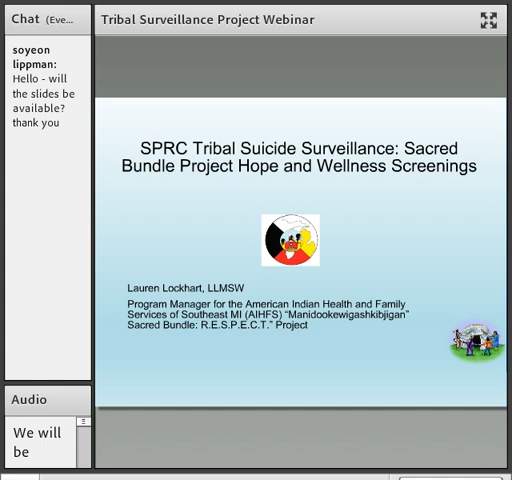 Chat (Eve...
Tribal Surveillance Project Webinar
soyeon
lippman:
Hello - will
the slides be
available?
thank you
SPRC Tribal Suicide Surveillance: Sacred
Bundle Project Hope and Wellness Screenings
Lauren Lockhart, LLMSW
Program Manager for the American Indian Health and Family
Services of Southeast MI (AIHFS) “Manidookewigashkibjigan”
Sacred Bundle: R.E.S.P.E.C.T.” Project
Audio
We will
be